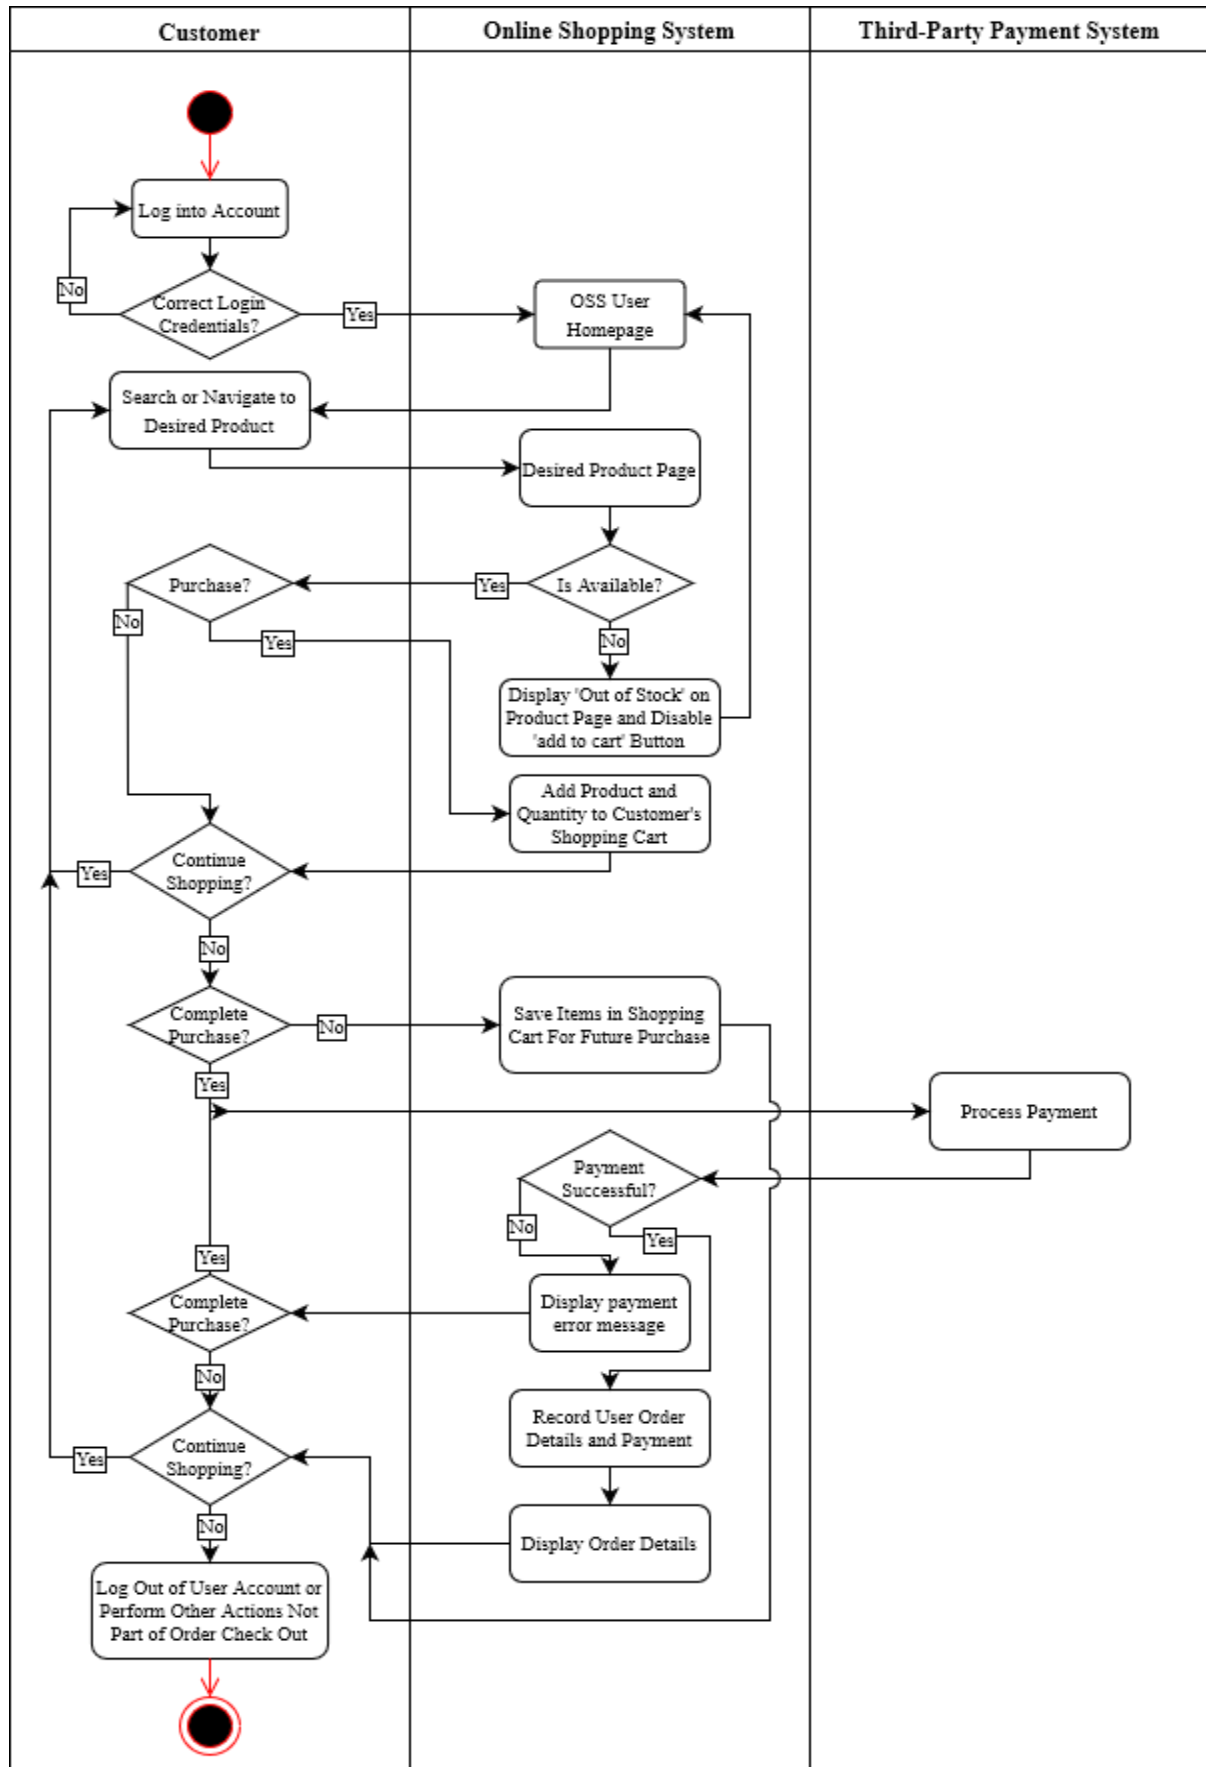 Customer
Online Shopping System
Third-Party Payment System
Log into Account
No
Correct Login
Credentials?
Yes
OSS User
Homepage
Search or Navigate to
Desired Product
Desired Product Page
Purchase?
Yes
Is Available?
No
Yes
No
Display 'Out of Stock' on
Product Page and Disable
'add to cart' Button
Add Product and
Quantity to Customer's
Shopping Cart
Continue
Shopping?
Yes
No
Complete
Purchase?
No
Save Items in Shopping
Cart For Future Purchase
Yes
Process Payment
Payment
Successful?
No
Yes
Yes
Complete
Purchase?
Display payment
error message
No
Record User Order
Details and Payment
Continue
Shopping?
Yes
No
Display Order Details
Log Out of User Account or
Perform Other Actions Not
Part of Order Check Out